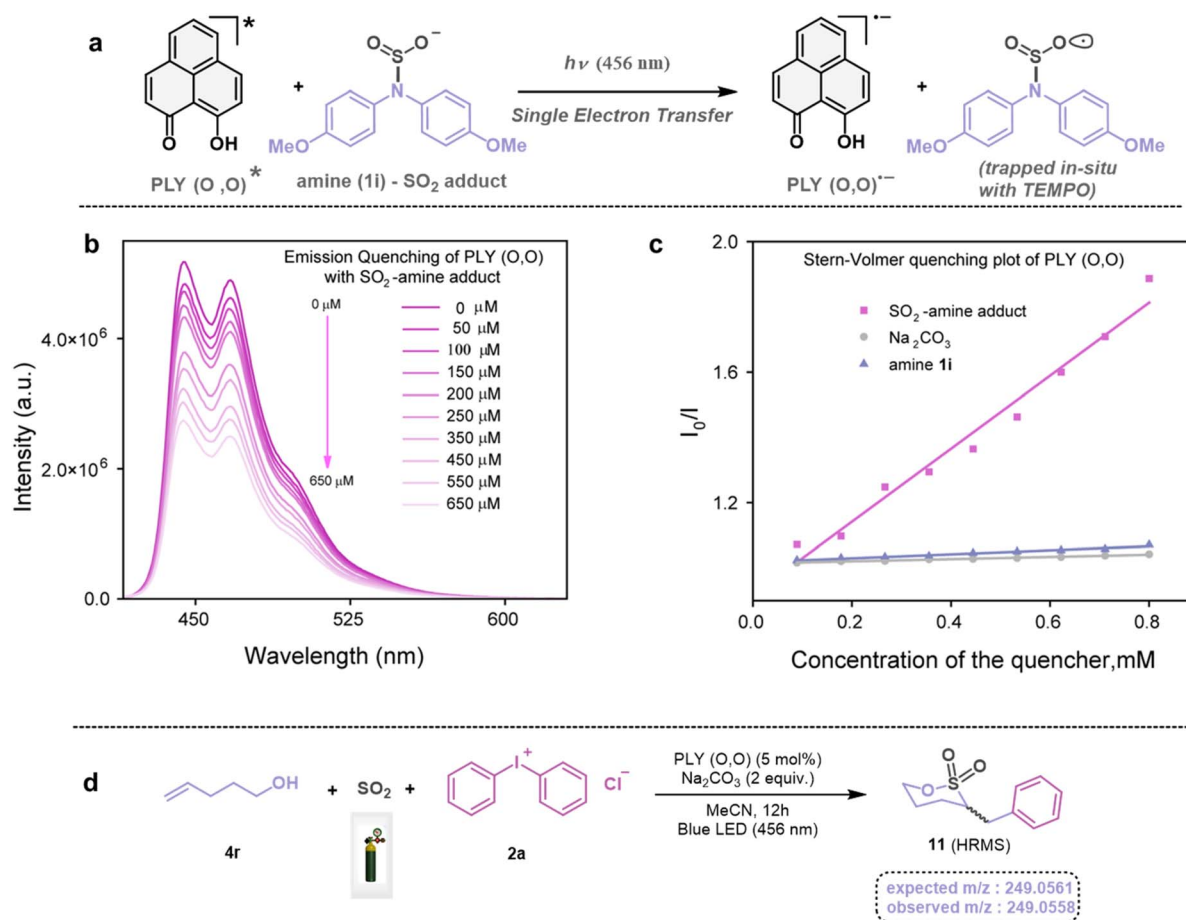 a
*
O
OH
PLY (O ,O)*
+
O
S
O–
N
MeO
OMe
amine (1i) - SO2 adduct
hν (456 nm)
Single Electron Transfer
•–
O
OH
PLY (O,O)•–
+
O
S
O
N
MeO
OMe
(trapped in-situ
with TEMPO)
b
Emission Quenching of PLY (O,O)
with SO2-amine adduct
0 μM
650 μM
0 μM
50 μM
100 μM
150 μM
200 μM
250 μM
350 μM
450 μM
550 μM
650 μM
4.0×10⁶
2.0×10⁶
0.0
Intensity (a.u.)
450
525
600
Wavelength (nm)
c
Stern-Volmer quenching plot of PLY (O,O)
SO2-amine adduct
Na2CO3
amine 1i
2.0
1.6
1.2
I0/I
0.0
0.2
0.4
0.6
0.8
Concentration of the quencher,mM
d
OH
4r
+
SO2
+
I+
Cl–
2a
PLY (O,O) (5 mol%)
Na2CO3 (2 equiv.)
MeCN, 12h
Blue LED (456 nm)
O
O
O
S
11 (HRMS)
expected m/z : 249.0561
observed m/z : 249.0558